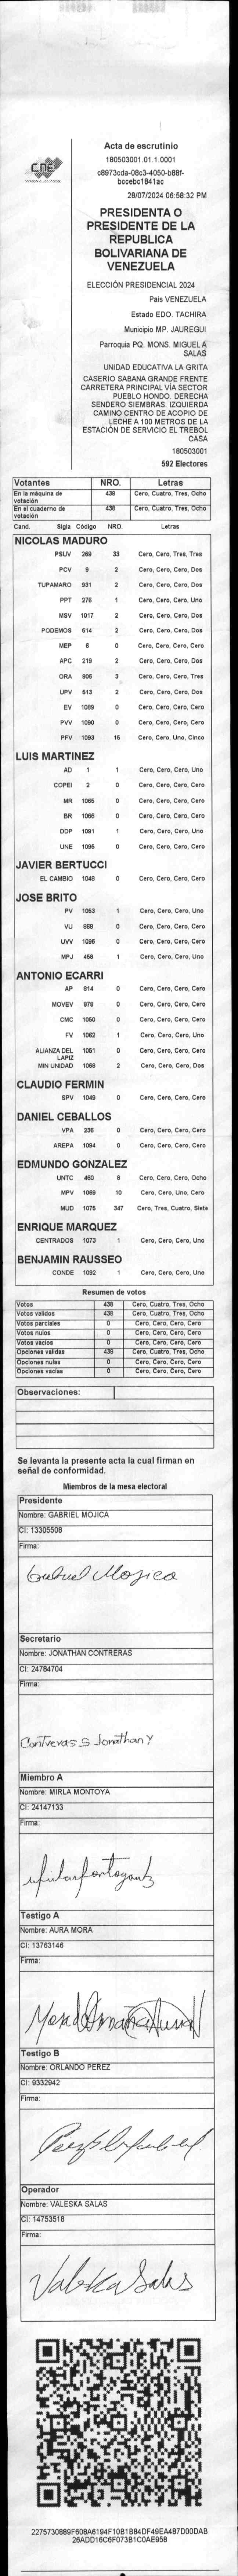 CNE
Acta de escrutinio
180503001.01.1.0001
c8973cda-08c3-4050-b88f-
bccebc1841ac
28/07/2024 06:58:32 PM
PRESIDENTA O
PRESIDENTE DE LA
REPUBLICA
BOLIVARIANA DE
VENEZUELA
ELECCIÓN PRESIDENCIAL 2024
Pais VENEZUELA
Estado EDO. TACHIRA
Municipio MP. JAUREGUI
Parroquia PQ. MONS. MIGUEL A
SALAS
UNIDAD EDUCATIVA LA GRITA
CASERIO SABANA GRANDE FRENTE
CARRETERA PRINCIPAL VÍA SECTOR
PUEBLO HONDO. DERECHA
SENDERO SIEMBRAS. IZQUIERDA
CAMINO CENTRO DE ACOPIO DE
LECHE A 100 METROS DE LA
ESTACIÓN DE SERVICIO EL TREBOL
CASA
180503001
592 Electores
Votantes NRO. Letras
En la máquina de votación 438 Cero, Cuatro, Tres, Ocho
En el cuaderno de votación 438 Cero, Cuatro, Tres, Ocho
Cand. Sigla Código NRO. Letras
NICOLAS MADURO
PSUV 269 33 Cero, Cero, Tres, Tres
PCV 9 2 Cero, Cero, Cero, Dos
TUPAMARO 931 2 Cero, Cero, Cero, Dos
PPT 276 1 Cero, Cero, Cero, Uno
MSV 1017 2 Cero, Cero, Cero, Dos
PODEMOS 514 2 Cero, Cero, Cero, Dos
MEP 6 0 Cero, Cero, Cero, Cero
APC 219 2 Cero, Cero, Cero, Dos
ORA 906 3 Cero, Cero, Cero, Tres
UPV 513 2 Cero, Cero, Cero, Dos
EV 1089 0 Cero, Cero, Cero, Cero
PVV 1090 0 Cero, Cero, Cero, Cero
PFV 1093 15 Cero, Cero, Uno, Cinco
LUIS MARTINEZ
AD 1 1 Cero, Cero, Cero, Uno
COPEI 2 0 Cero, Cero, Cero, Cero
MR 1065 0 Cero, Cero, Cero, Cero
BR 1066 0 Cero, Cero, Cero, Cero
DDP 1091 1 Cero, Cero, Cero, Uno
UNE 1095 0 Cero, Cero, Cero, Cero
JAVIER BERTUCCI
EL CAMBIO 1048 0 Cero, Cero, Cero, Cero
JOSE BRITO
PV 1053 1 Cero, Cero, Cero, Uno
VU 868 0 Cero, Cero, Cero, Cero
UVV 1096 0 Cero, Cero, Cero, Cero
MPJ 458 1 Cero, Cero, Cero, Uno
ANTONIO ECARRI
AP 814 0 Cero, Cero, Cero, Cero
MOVEV 979 0 Cero, Cero, Cero, Cero
CMC 1050 0 Cero, Cero, Cero, Cero
FV 1062 1 Cero, Cero, Cero, Uno
ALIANZA DEL LAPIZ 1051 0 Cero, Cero, Cero, Cero
MIN UNIDAD 1068 2 Cero, Cero, Cero, Dos
CLAUDIO FERMIN
SPV 1049 0 Cero, Cero, Cero, Cero
DANIEL CEBALLOS
VPA 236 0 Cero, Cero, Cero, Cero
AREPA 1094 0 Cero, Cero, Cero, Cero
EDMUNDO GONZALEZ
UNTC 460 8 Cero, Cero, Cero, Ocho
MPV 1069 10 Cero, Cero, Uno, Cero
MUD 1075 347 Cero, Tres, Cuatro, Siete
ENRIQUE MARQUEZ
CENTRADOS 1073 1 Cero, Cero, Cero, Uno
BENJAMIN RAUSSEO
CONDE 1092 1 Cero, Cero, Cero, Uno
Resumen de votos
Votos 438 Cero, Cuatro, Tres, Ocho
Votos validos 438 Cero, Cuatro, Tres, Ocho
Votos parciales 0 Cero, Cero, Cero, Cero
Votos nulos 0 Cero, Cero, Cero, Cero
Votos vacios 0 Cero, Cero, Cero, Cero
Opciones validas 438 Cero, Cuatro, Tres, Ocho
Opciones nulas 0 Cero, Cero, Cero, Cero
Opciones vacias 0 Cero, Cero, Cero, Cero
Observaciones:
Se levanta la presente acta la cual firman en
señal de conformidad.
Miembros de la mesa electoral
Presidente
Nombre: GABRIEL MOJICA
CI: 13305508
Firma:
Gabriel Mojica
Secretario
Nombre: JONATHAN CONTRERAS
CI: 24784704
Firma:
Contreras S Jonathan Y
Miembro A
Nombre: MIRLA MONTOYA
CI: 24147133
Firma:
Testigo A
Nombre: AURA MORA
CI: 13763146
Firma:
Testigo B
Nombre: ORLANDO PEREZ
CI: 9332942
Firma:
Operador
Nombre: VALESKA SALAS
CI: 14753518
Firma:
Valeska Salas
2275730889F608A6194F10B1B84DF49EA487D00DAB
26ADD16C6F073B1C0AE958